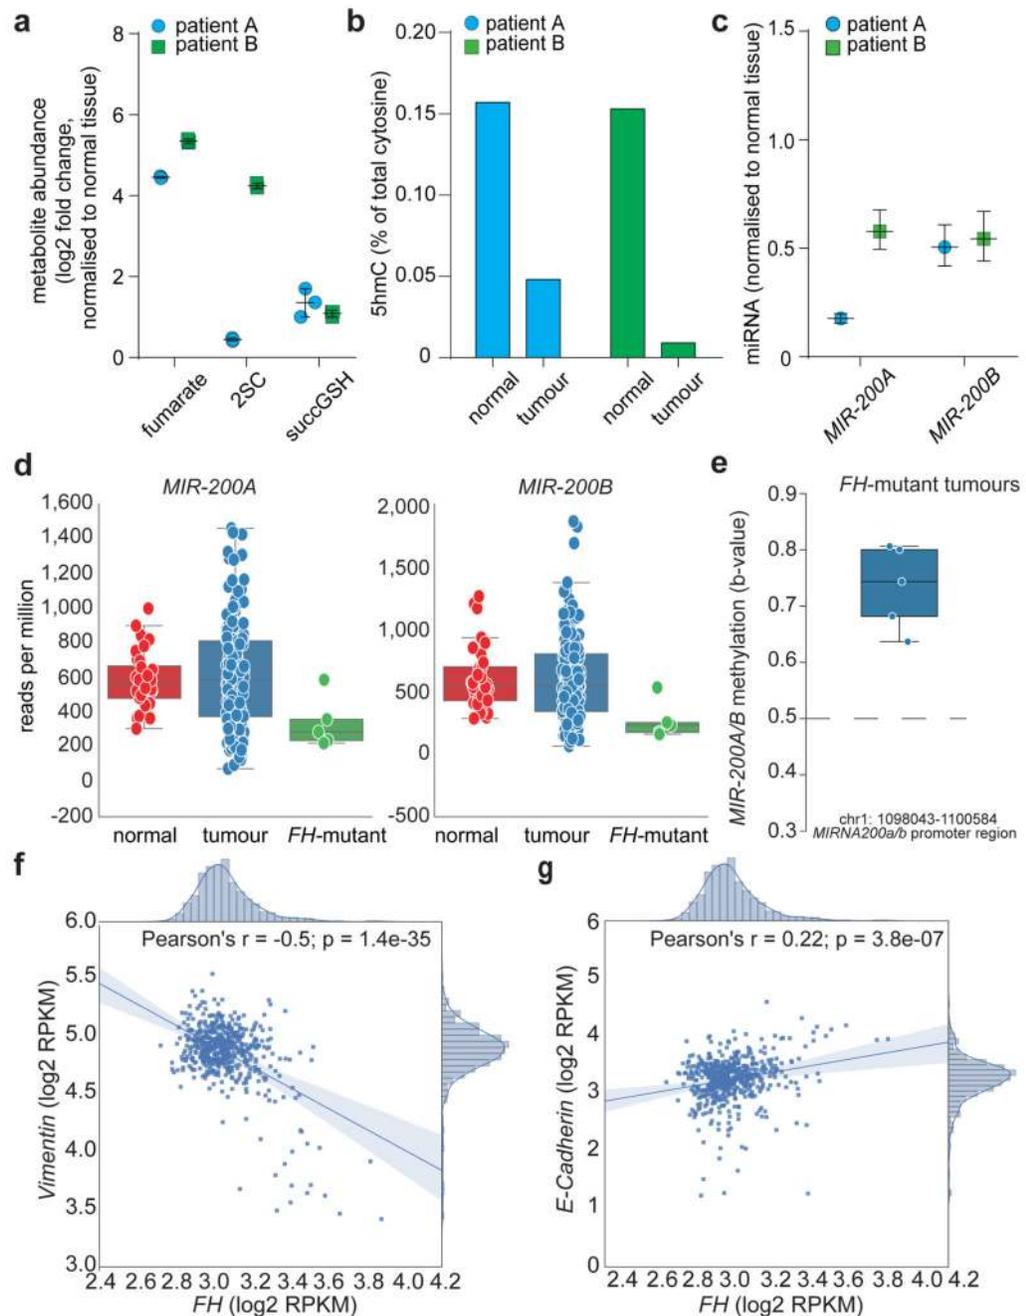 a
patient A
patient B
metabolite abundance
(log2 fold change,
normalised to normal tissue)
8
6
4
2
0
fumarate
2SC
succGSH
b
patient A
patient B
5hmC (% of total cytosine)
0.20
0.15
0.10
0.05
0
normal
tumour
normal
tumour
c
patient A
patient B
miRNA (normalised to normal tissue)
1.5
1.0
0.5
0
MIR-200A
MIR-200B
d
MIR-200A
reads per million
1,600
1,400
1,200
1,000
800
600
400
200
0
-200
normal
tumour
FH-mutant
MIR-200B
2,000
1,500
1,000
500
0
-500
normal
tumour
FH-mutant
e
FH-mutant tumours
MIR-200A/B methylation (b-value)
0.9
0.8
0.7
0.6
0.5
0.4
0.3
chr1: 1098043-1100584
MIRNA200a/b promoter region
f
Pearson's r = -0.5; p = 1.4e-35
Vimentin (log2 RPKM)
6.0
5.5
5.0
4.5
4.0
3.5
3.0
2.4 2.6 2.8 3.0 3.2 3.4 3.6 4.0 4.2
FH (log2 RPKM)
g
Pearson's r = 0.22; p = 3.8e-07
E-Cadherin (log2 RPKM)
6
5
4
3
2
1
0
2.4 2.6 2.8 3.0 3.2 3.4 3.6 4.0 4.2
FH (log2 RPKM)